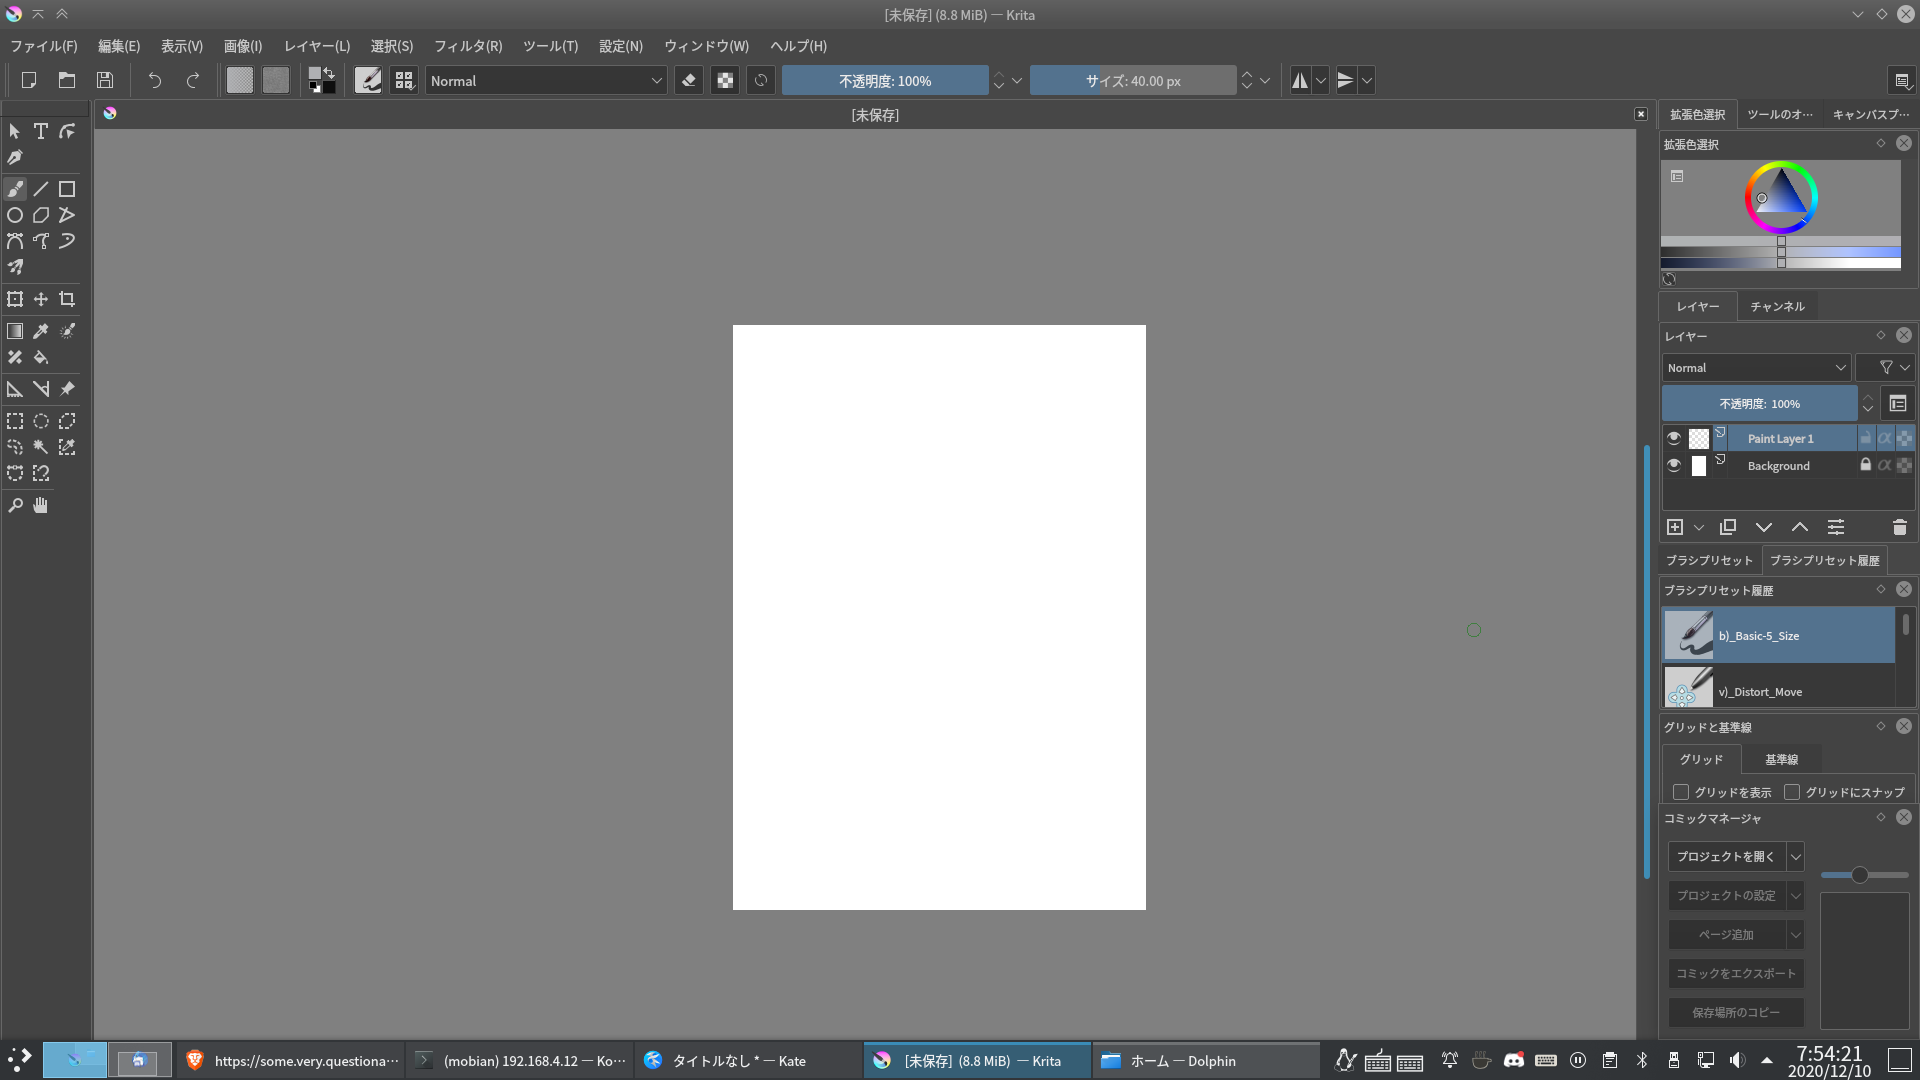 [未保存] (8.8 MiB) — Krita
ファイル(F) 編集(E) 表示(V) 画像(I) レイヤー(L) 選択(S) フィルタ(R) ツール(T) 設定(N) ウィンドウ(W) ヘルプ(H)
Normal 不透明度: 100% サイズ: 40.00 px
[未保存]
拡張色選択 ツールのオ… キャンバスプ…
拡張色選択
レイヤー チャンネル
レイヤー
Normal
不透明度: 100%
Paint Layer 1
Background
ブラシプリセット ブラシプリセット履歴
ブラシプリセット履歴
b)_Basic-5_Size
v)_Distort_Move
グリッドと基準線
グリッド 基準線
グリッドを表示 グリッドにスナップ
コミックマネージャ
プロジェクトを開く
プロジェクトの設定
ページ追加
コミックをエクスポート
保存場所のコピー
https://some.very.questiona… (mobian) 192.168.4.12 — Ko… タイトルなし * — Kate [未保存] (8.8 MiB) — Krita ホーム — Dolphin 7:54:21
2020/12/10